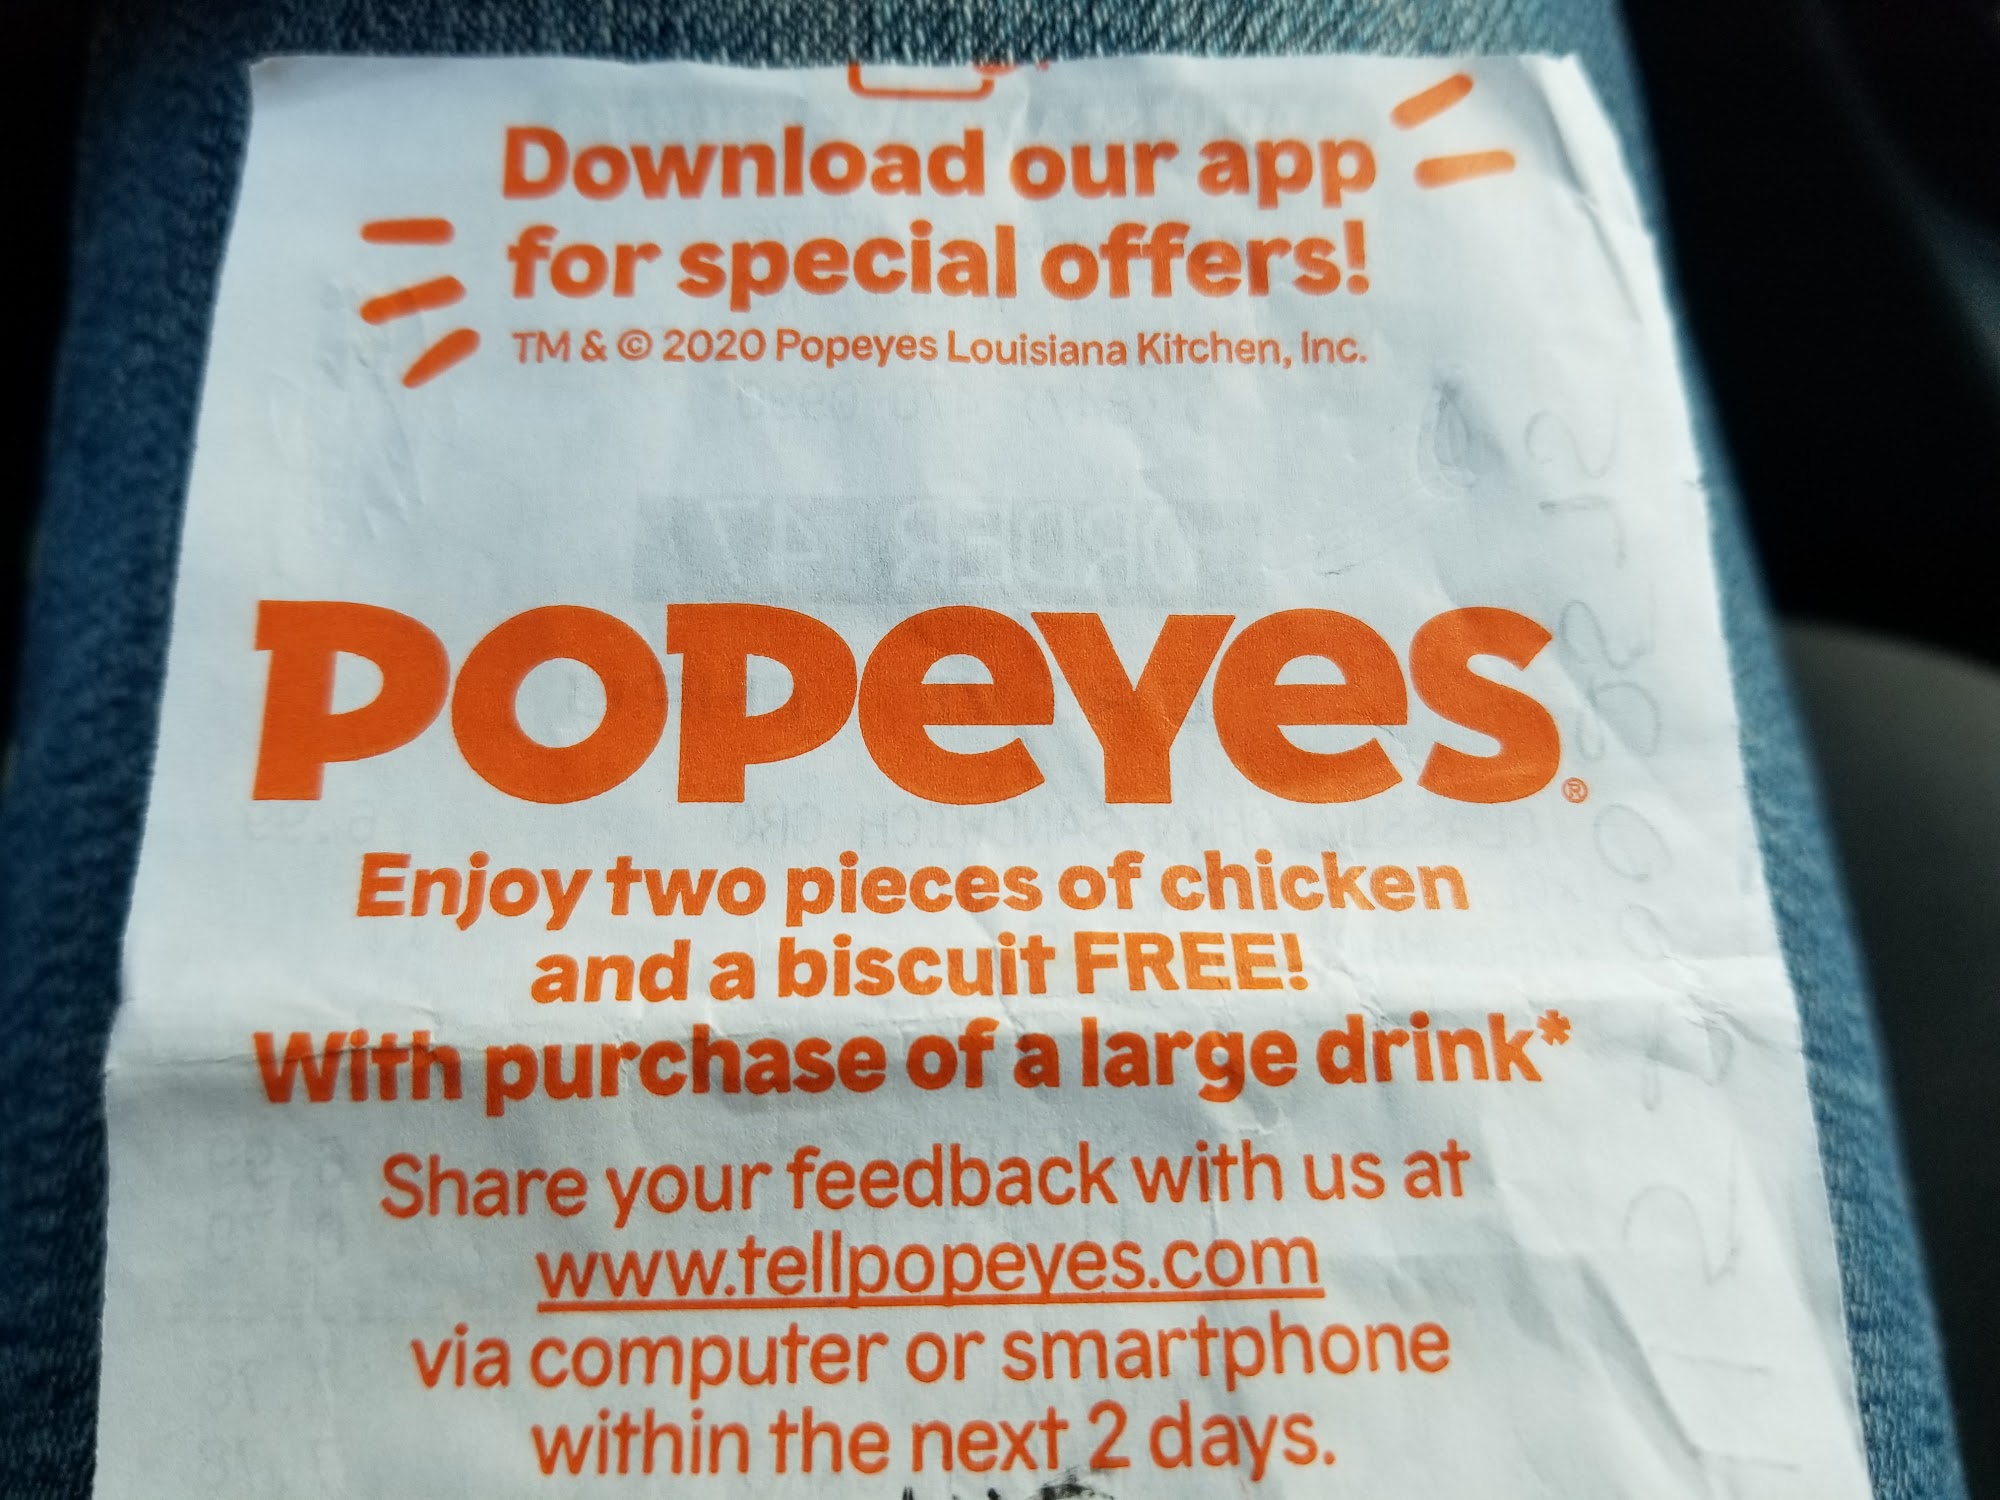 Download our app
for special offers!
TM & © 2020 Popeyes Louisiana Kitchen, Inc.
ORDER 47
POPEYES®
Enjoy two pieces of chicken
and a biscuit FREE!
With purchase of a large drink*
Share your feedback with us at
www.tellpopeyes.com
via computer or smartphone
within the next 2 days.